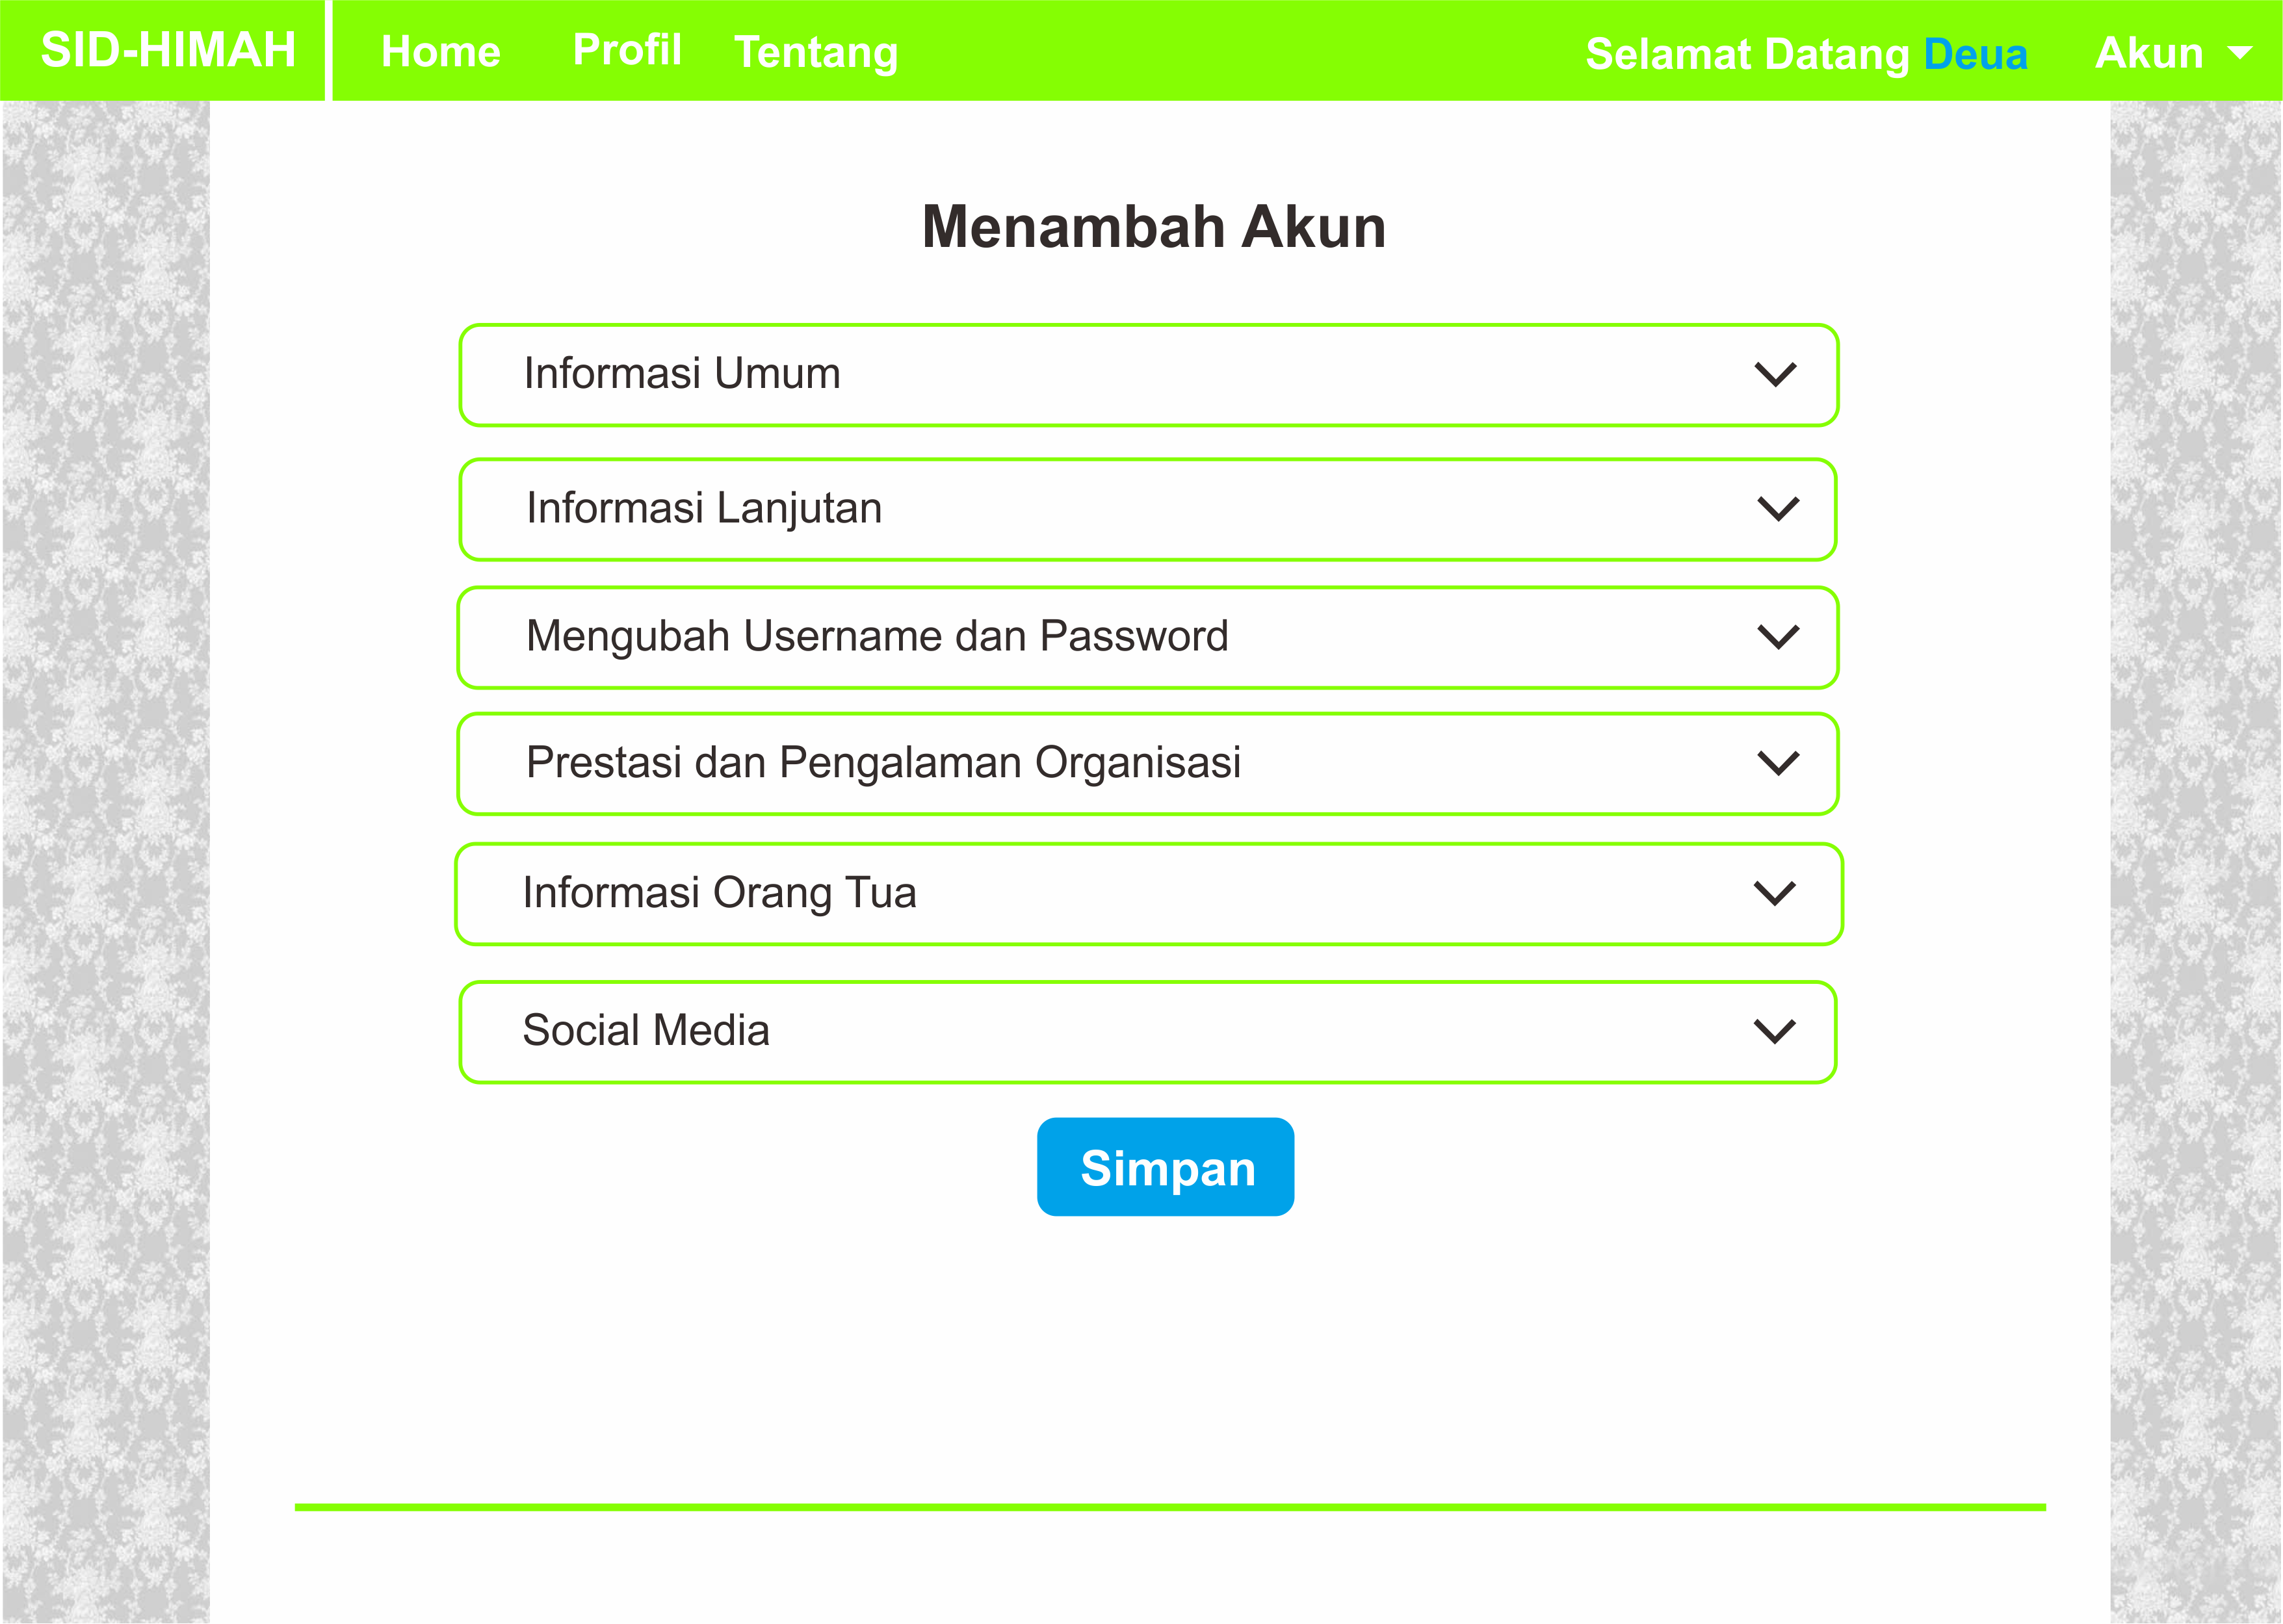 SID-HIMAH Home Profil Tentang Selamat Datang Deua Akun
Menambah Akun
Informasi Umum
Informasi Lanjutan
Mengubah Username dan Password
Prestasi dan Pengalaman Organisasi
Informasi Orang Tua
Social Media
Simpan